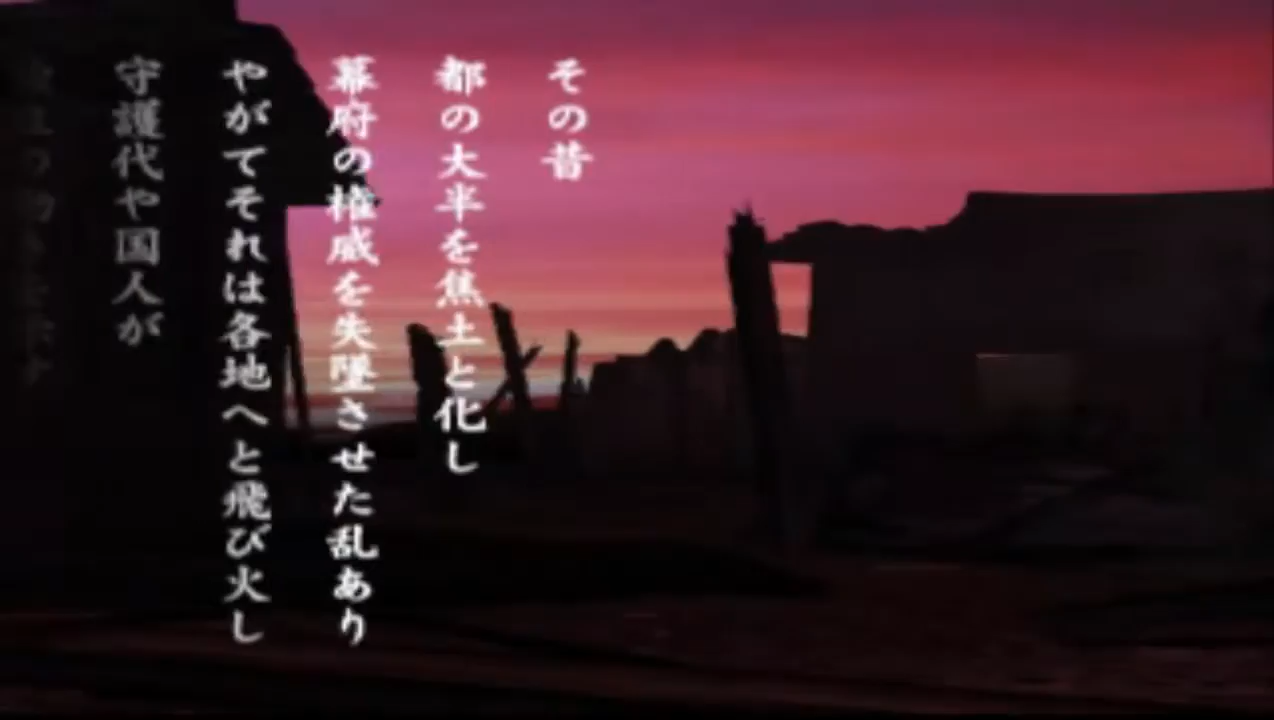 その昔
都の大半を焦土と化し
幕府の権威を失墜させた乱あり
やがてそれは各地へと飛び火し
守護代や国人が